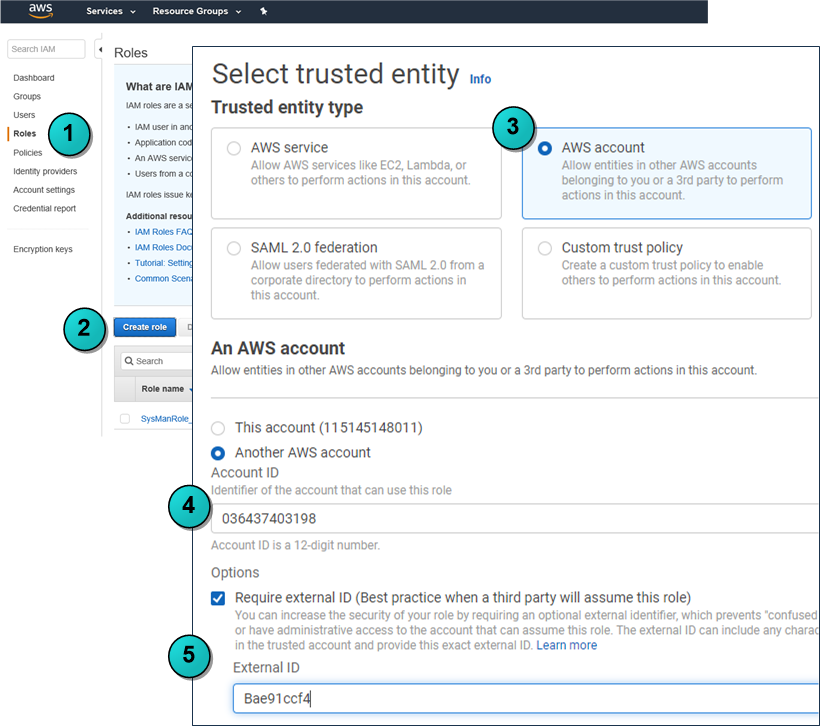 aws
Services
Resource Groups
Search IAM
Dashboard
Groups
Users
Roles
Policies
Identity providers
Account settings
Credential report
Encryption keys
1
Roles
What are IAM
IAM roles are a se
IAM user in an
Application cod
An AWS service
Users from a co
IAM roles issue ke
Additional resou
IAM Roles FAQ
IAM Roles Docu
Tutorial: Setting
Common Scena
2
Create role
D
Search
Role name
SysManRole_
Select trusted entity Info
Trusted entity type
3
AWS service
Allow AWS services like EC2, Lambda, or
others to perform actions in this account.
AWS account
Allow entities in other AWS accounts
belonging to you or a 3rd party to perform
actions in this account.
SAML 2.0 federation
Allow users federated with SAML 2.0 from a
corporate directory to perform actions in
this account.
Custom trust policy
Create a custom trust policy to enable
others to perform actions in this account.
An AWS account
Allow entities in other AWS accounts belonging to you or a 3rd party to perform actions in this account.
This account (115145148011)
Another AWS account
Account ID
Identifier of the account that can use this role
4
036437403198
Account ID is a 12-digit number.
Options
Require external ID (Best practice when a third party will assume this role)
You can increase the security of your role by requiring an optional external identifier, which prevents "confused
or have administrative access to the account that can assume this role. The external ID can include any charac
in the trusted account and provide this exact external ID. Learn more
5
External ID
Bae91ccf4